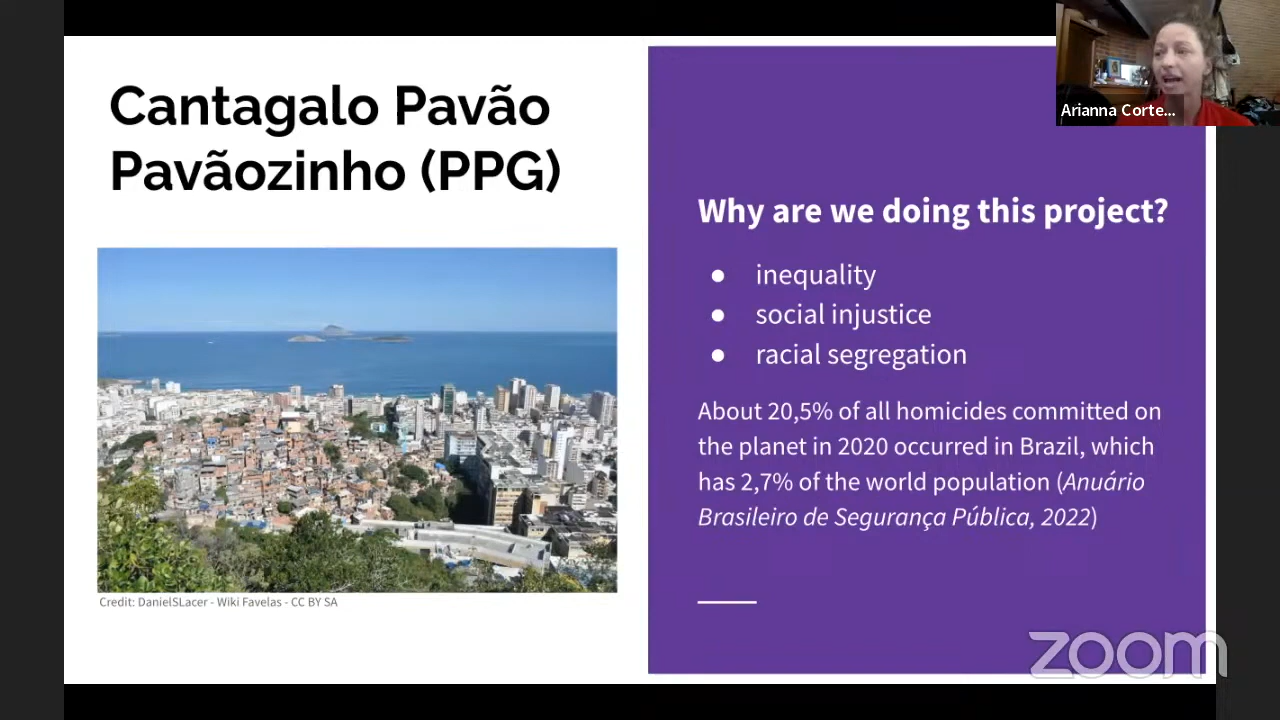 Cantagalo Pavão
Pavãozinho (PPG)
Credit: DanielSLacer - Wiki Favelas - CC BY SA
Why are we doing this project?
● inequality
● social injustice
● racial segregation
About 20,5% of all homicides committed on
the planet in 2020 occurred in Brazil, which
has 2,7% of the world population (Anuário
Brasileiro de Segurança Pública, 2022)
Arianna Corte...
zoom